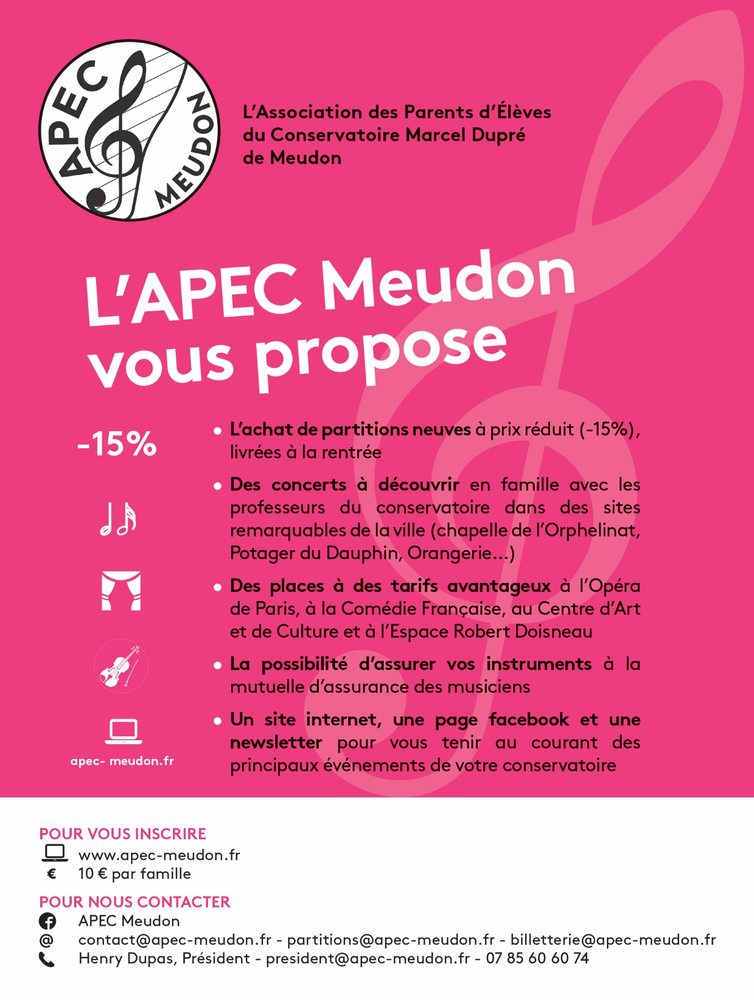 APEC
MEUDON
L’Association des Parents d’Élèves
du Conservatoire Marcel Dupré
de Meudon
L’APEC Meudon
vous propose
-15%
• L’achat de partitions neuves à prix réduit (-15%),
livrées à la rentrée
• Des concerts à découvrir en famille avec les
professeurs du conservatoire dans des sites
remarquables de la ville (chapelle de l’Orphelinat,
Potager du Dauphin, Orangerie...)
• Des places à des tarifs avantageux à l’Opéra
de Paris, à la Comédie Française, au Centre d’Art
et de Culture et à l’Espace Robert Doisneau
• La possibilité d’assurer vos instruments à la
mutuelle d’assurance des musiciens
apec- meudon.fr
• Un site internet, une page facebook et une
newsletter pour vous tenir au courant des
principaux événements de votre conservatoire
POUR VOUS INSCRIRE
www.apec-meudon.fr
€ 10 € par famille
POUR NOUS CONTACTER
APEC Meudon
@ contact@apec-meudon.fr - partitions@apec-meudon.fr - billetterie@apec-meudon.fr
Henry Dupas, Président - president@apec-meudon.fr - 07 85 60 60 74